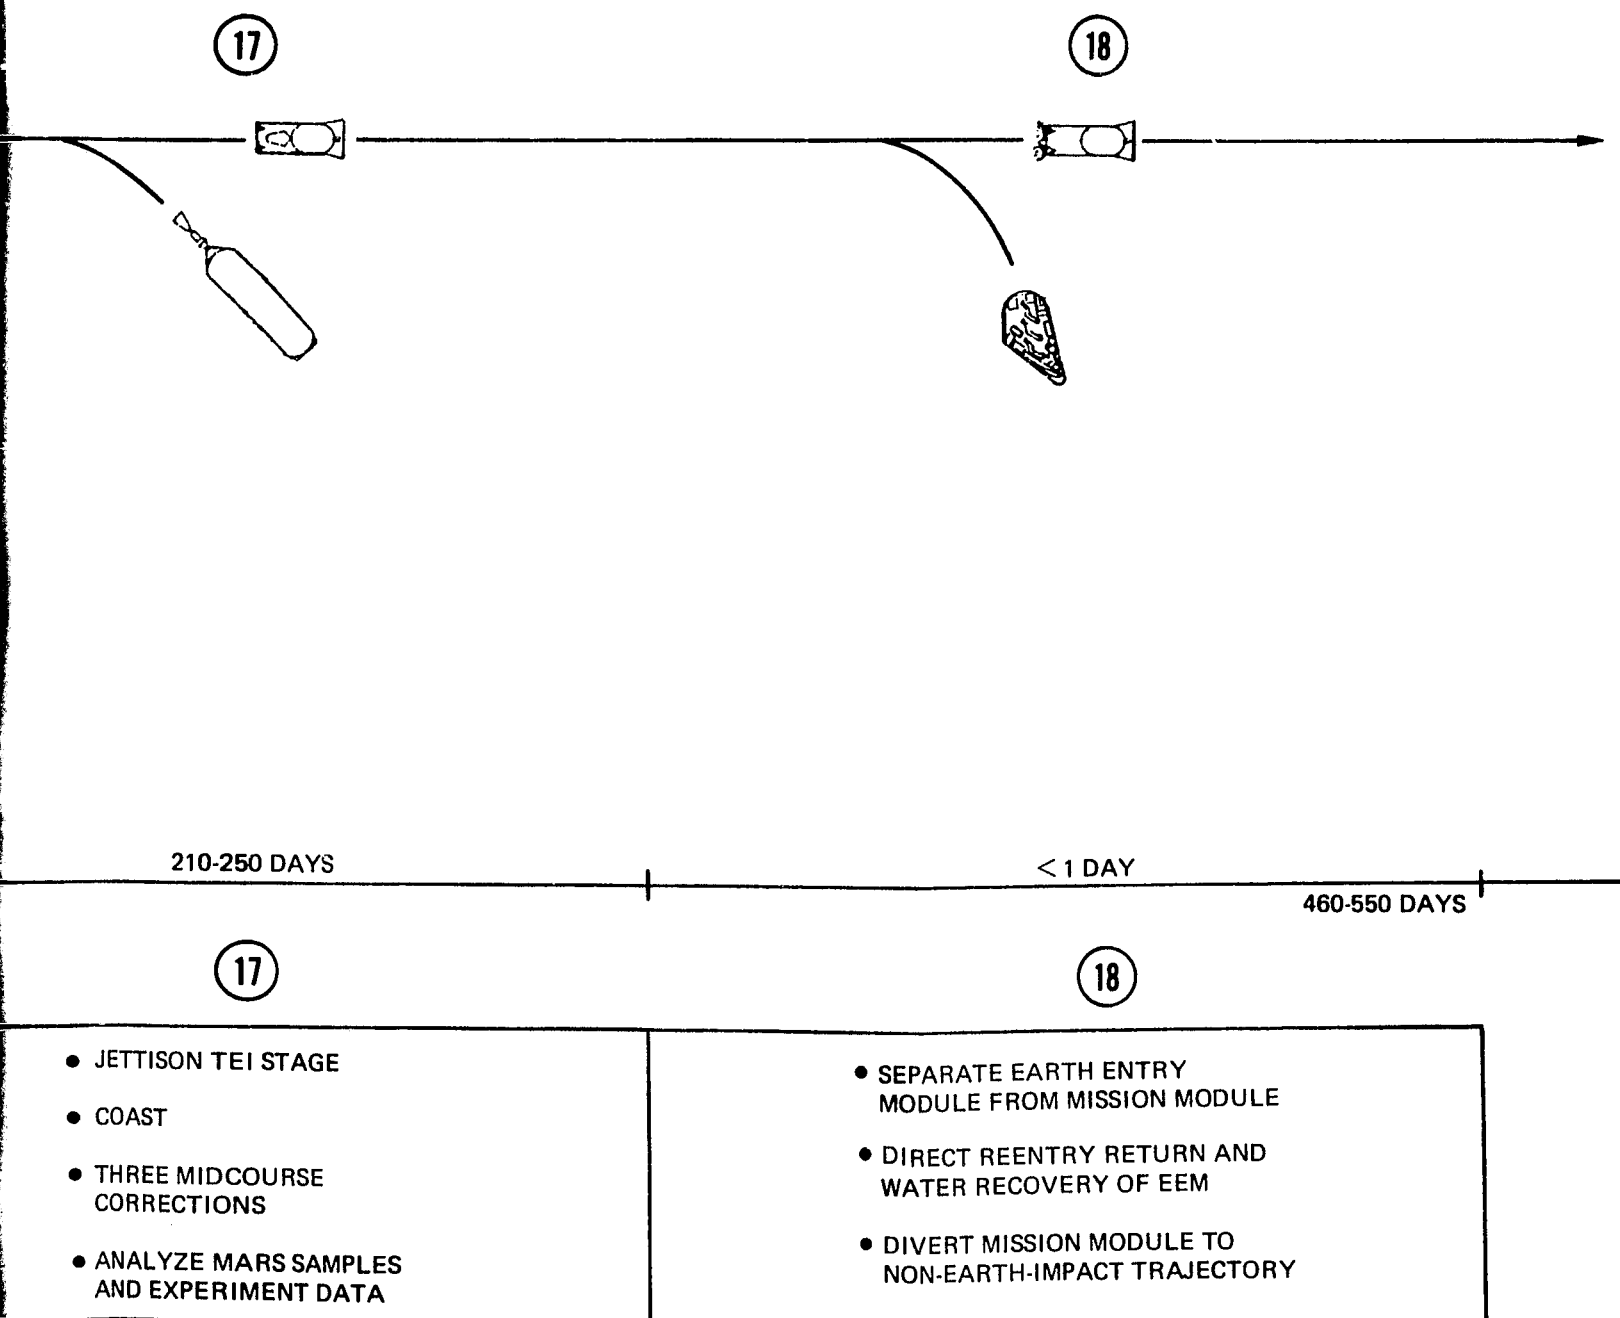 17
18
210-250 DAYS
< 1 DAY
460-550 DAYS
17
18
● JETTISON TEI STAGE
● COAST
● THREE MIDCOURSE
CORRECTIONS
● ANALYZE MARS SAMPLES
AND EXPERIMENT DATA
● SEPARATE EARTH ENTRY
MODULE FROM MISSION MODULE
● DIRECT REENTRY RETURN AND
WATER RECOVERY OF EEM
● DIVERT MISSION MODULE TO
NON-EARTH-IMPACT TRAJECTORY